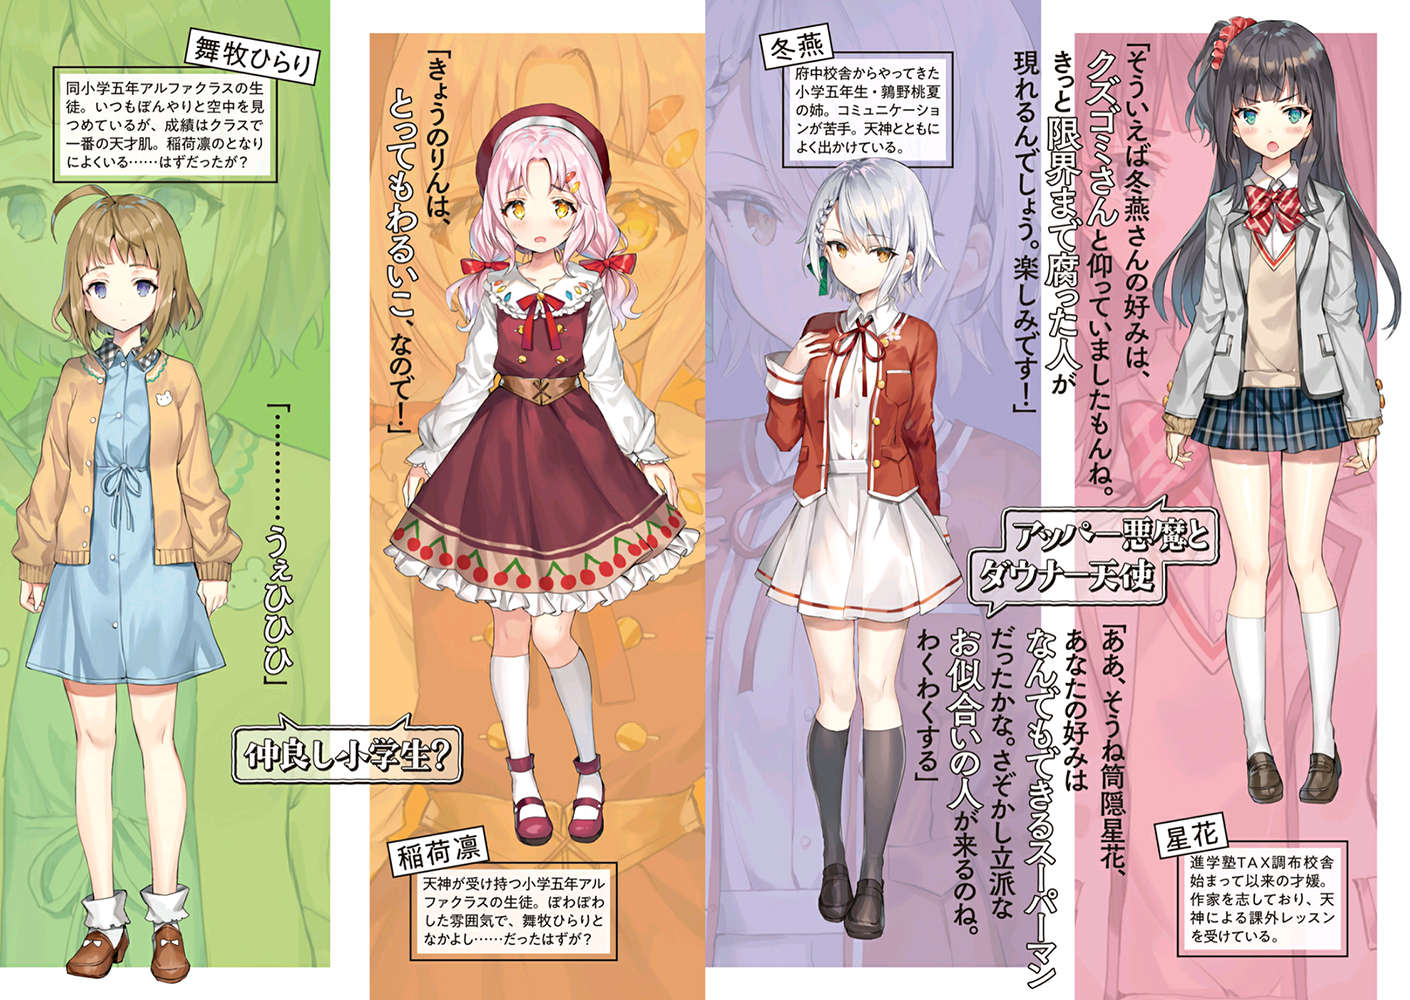 「そういえば冬燕さんの好みは、
クズゴミさんと仰っていましたもんね。
きっと限界まで腐った人が
現れるんでしょう。楽しみです!」
アッパー悪魔と
ダウナー天使
「ああ、そうね筒隠星花、
あなたの好みは
なんでもできるスーパーマン
だったかな。さぞかし立派な
お似合いの人が来るのね。
わくわくする」
星花
進学塾TAX調布校舎
始まって以来の才媛。
作家を志しており、天
神による課外レッスン
を受けている。
冬燕
府中校舎からやってきた
小学五年生・鶉野桃夏
の姉。コミュニケーショ
ンが苦手。天神とともに
よく出かけている。
「きょうのりんは、
とってもわるいこ、なので!」
稲荷凛
天神が受け持つ小学五年アル
ファクラスの生徒。ぽわぽわ
した雰囲気で、舞牧ひらりと
なかよし……だったはずが?
仲良し小学生?
舞牧ひらり
同小学五年アルファクラスの生
徒。いつもぼんやりと空中を見
つめているが、成績はクラスで
一番の天才肌。稲荷凛のとなり
によくいる……はずだったが?
「…………うぇひひひ」